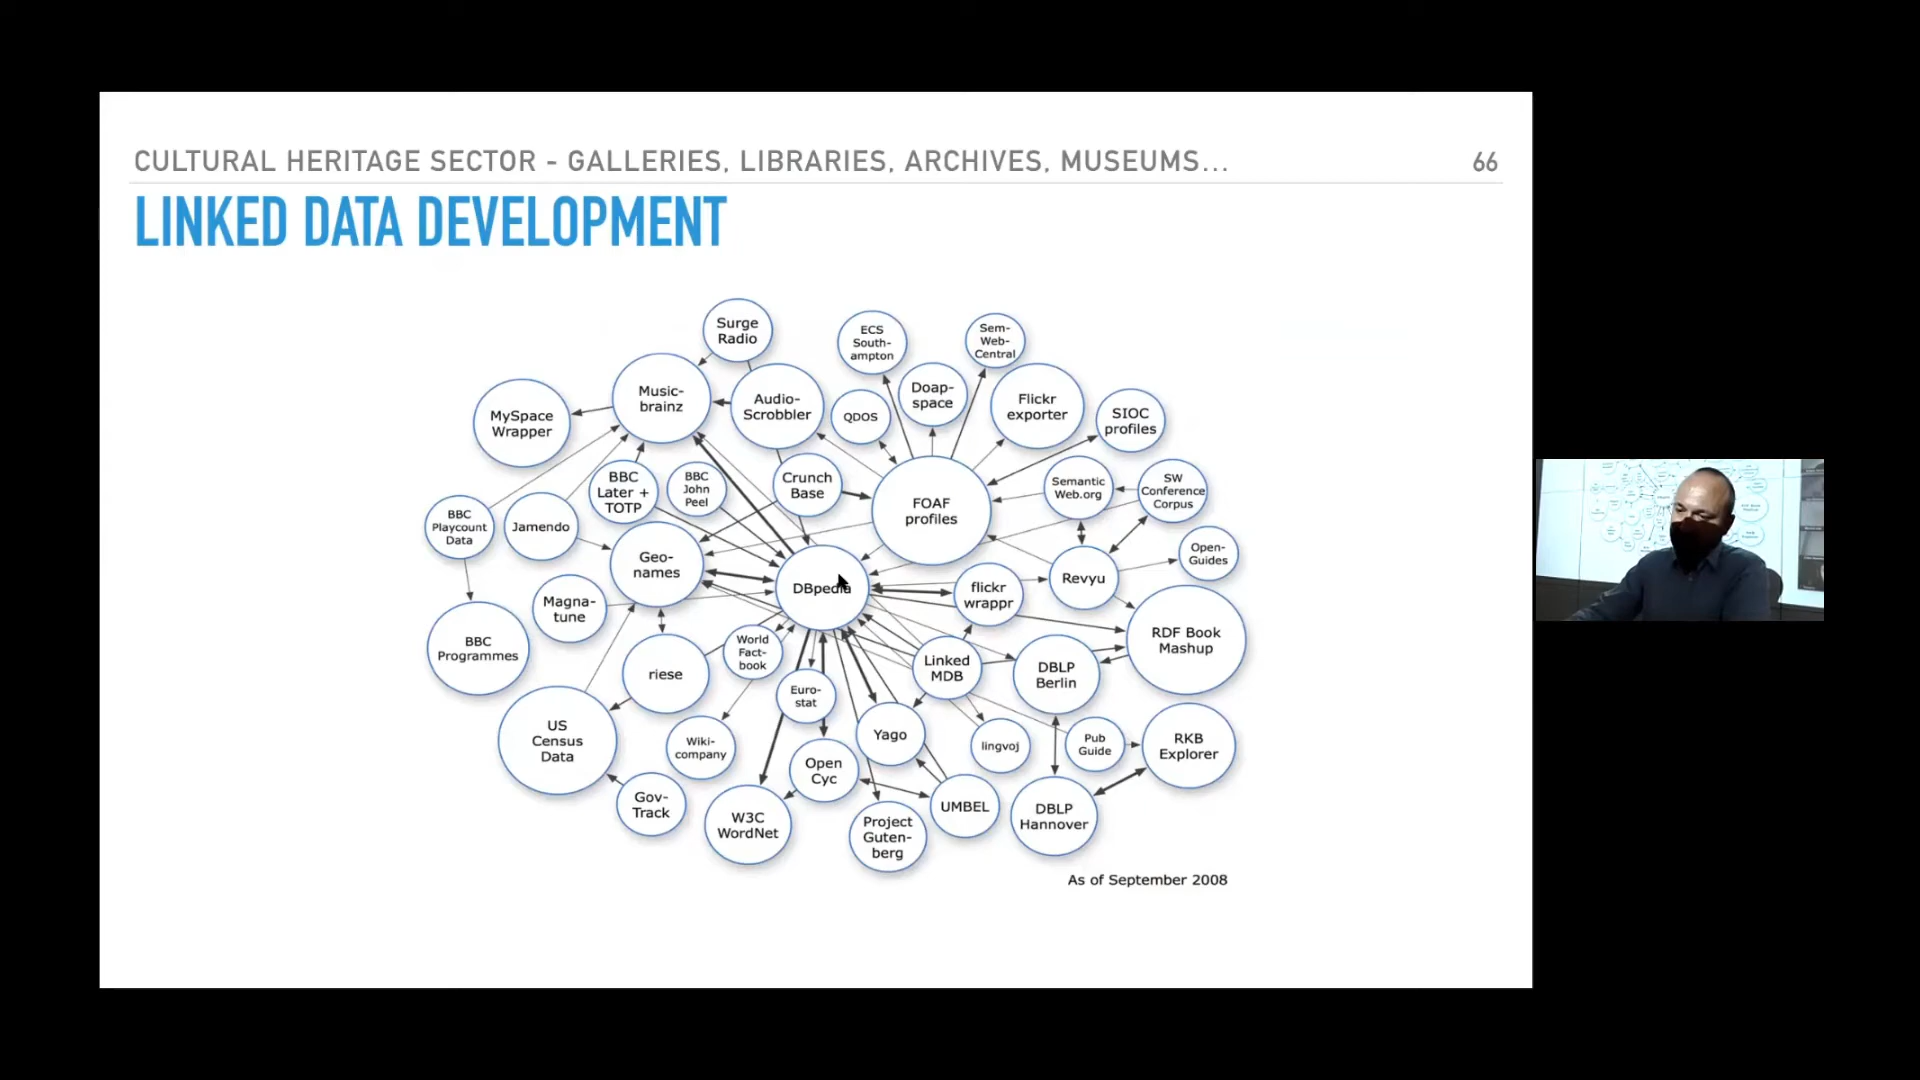 CULTURAL HERITAGE SECTOR - GALLERIES, LIBRARIES, ARCHIVES, MUSEUMS...
66
LINKED DATA DEVELOPMENT
Surge
Radio
ECS
South-
ampton
Sem-
Web-
Central
Music-
brainz
Audio-
Scrobbler
Doap-
space
Flickr
exporter
MySpace
Wrapper
QDOS
SIOC
profiles
BBC
Later +
TOTP
BBC
John
Peel
Crunch
Base
FOAF
profiles
Semantic
Web.org
SW
Conference
Corpus
BBC
Playcount
Data
Jamendo
Geo-
names
DBpedia
flickr
wrappr
Revyu
Open-
Guides
Magna-
tune
BBC
Programmes
riese
World
Fact-
book
Euro-
stat
Linked
MDB
DBLP
Berlin
RDF Book
Mashup
US
Census
Data
Wiki-
company
Open
Cyc
Yago
lingvoj
Pub
Guide
RKB
Explorer
Gov-
Track
W3C
WordNet
Project
Guten-
berg
UMBEL
DBLP
Hannover
As of September 2008